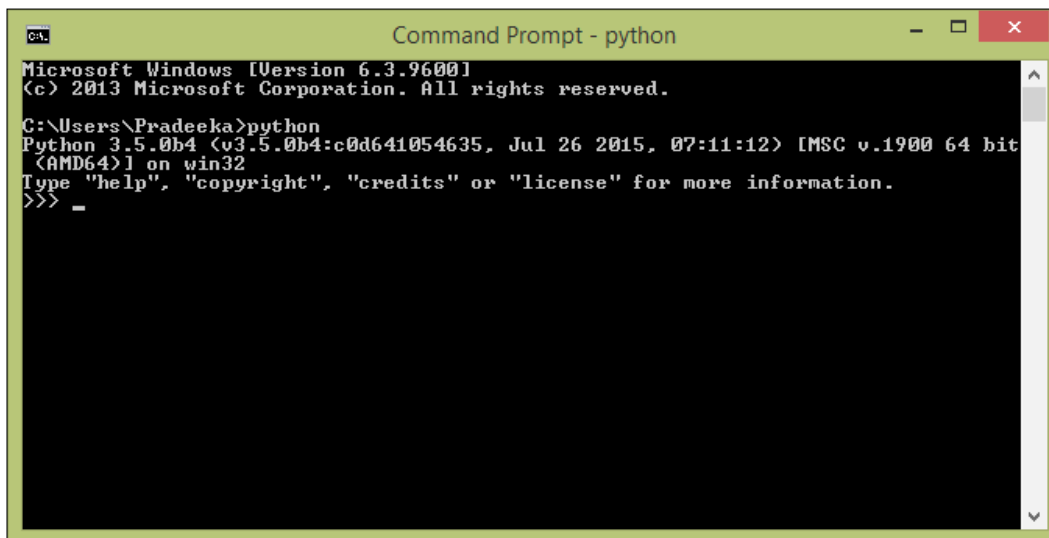 Command Prompt - python
Microsoft Windows [Version 6.3.9600]
(c) 2013 Microsoft Corporation. All rights reserved.
C:\Users\Pradeeka>python
Python 3.5.0b4 (v3.5.0b4:c0d641054635, Jul 26 2015, 07:11:12) [MSC v.1900 64 bit
(AMD64)] on win32
Type "help", "copyright", "credits" or "license" for more information.
>>> _